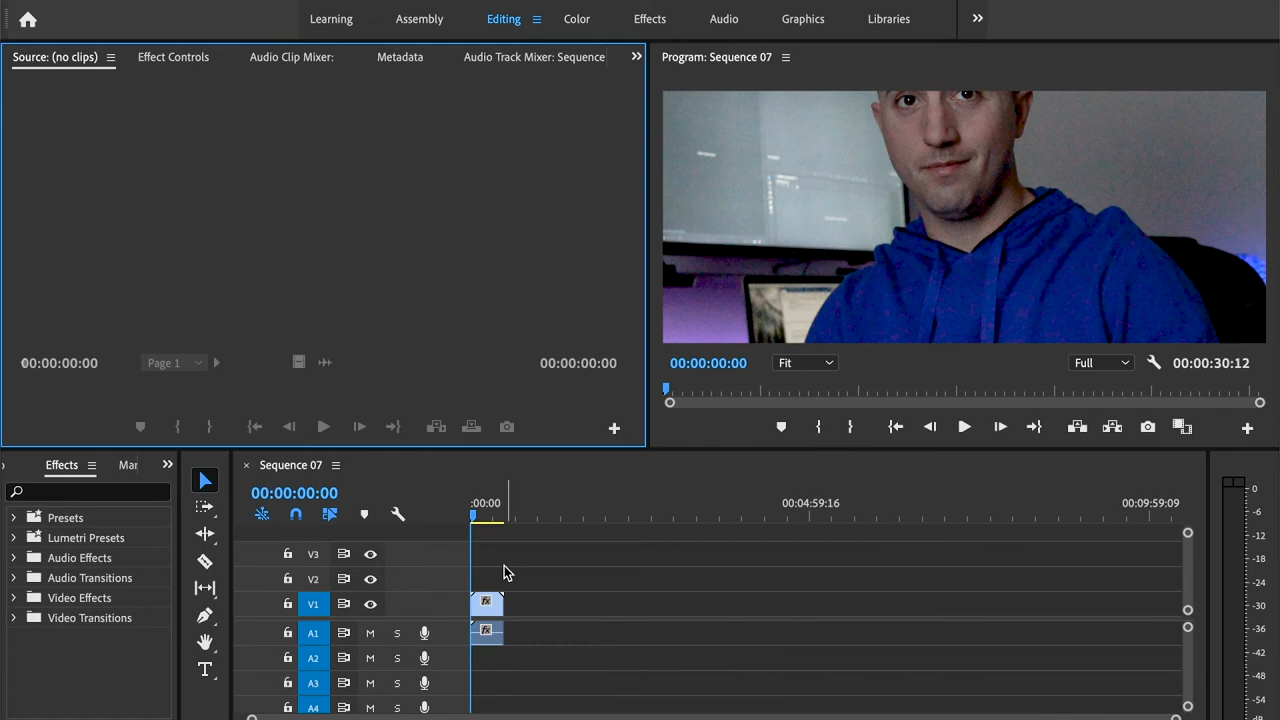 Learning Assembly Editing Color Effects Audio Graphics Libraries
Source: (no clips) Effect Controls Audio Clip Mixer: Metadata Audio Track Mixer: Sequence
Program: Sequence 07
00:00:00:00 Page 1 00:00:00:00
00:00:00:00 Fit Full 00:00:30:12
Effects Mar
Presets
Lumetri Presets
Audio Effects
Audio Transitions
Video Effects
Video Transitions
× Sequence 07
00:00:00:00
:00:00 00:04:59:16 00:09:59:09
V3
V2
V1 fx
A1 M S fx
A2 M S
A3 M S
A4 M S
0
-6
-12
-18
-24
-30
-36
-42
-48
-54
dB